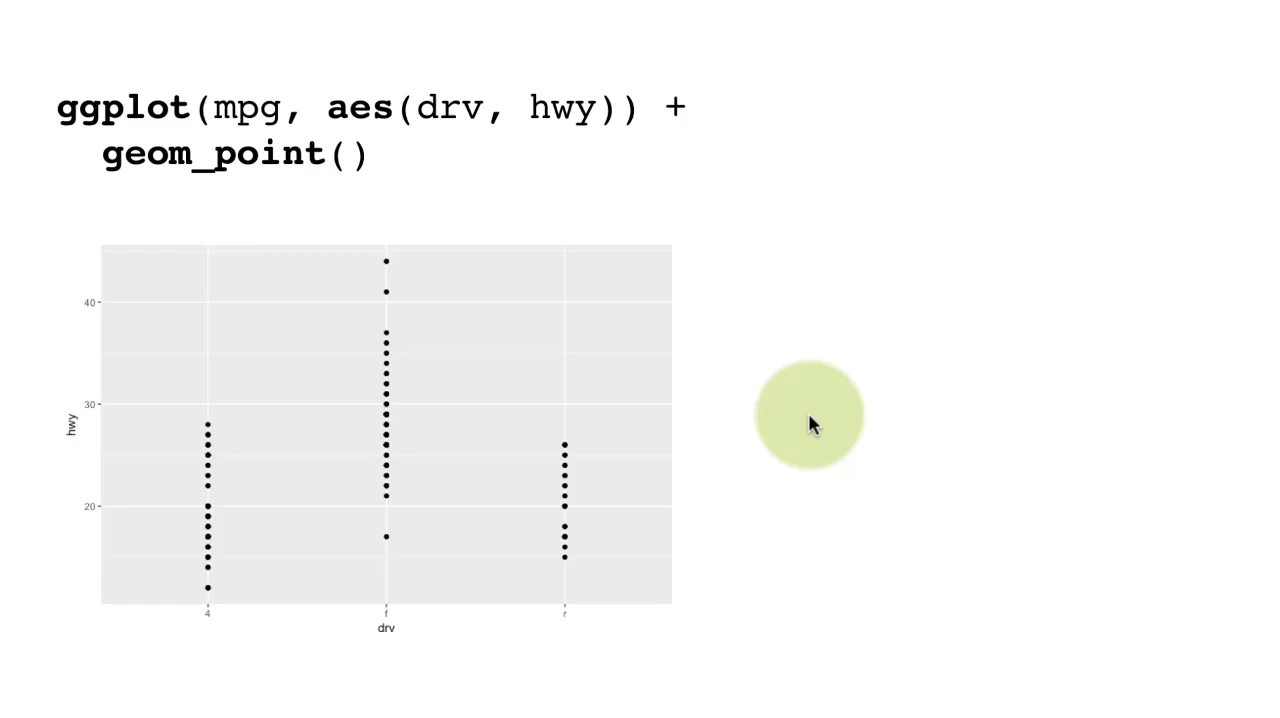 ggplot(mpg, aes(drv, hwy)) +
geom_point()
40
30
20
hwy
4 f r
drv